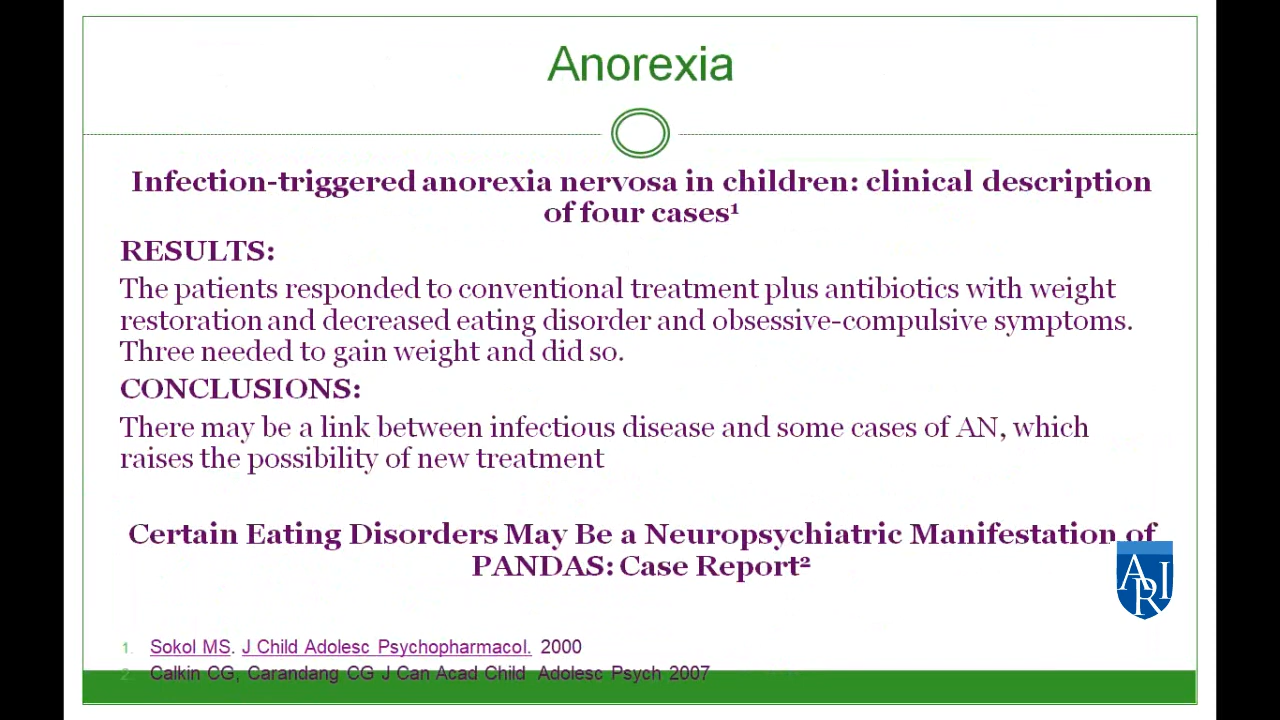 Anorexia
Infection-triggered anorexia nervosa in children: clinical description
of four cases¹
RESULTS:
The patients responded to conventional treatment plus antibiotics with weight
restoration and decreased eating disorder and obsessive-compulsive symptoms.
Three needed to gain weight and did so.
CONCLUSIONS:
There may be a link between infectious disease and some cases of AN, which
raises the possibility of new treatment
Certain Eating Disorders May Be a Neuropsychiatric Manifestation of
PANDAS: Case Report²
ARI
1. Sokol MS. J Child Adolesc Psychopharmacol. 2000
2. Calkin CG, Carandang CG J Can Acad Child Adolesc Psych 2007